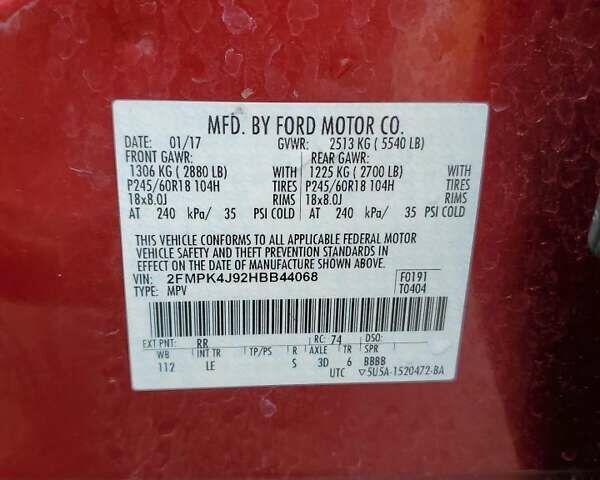 MFD. BY FORD MOTOR CO.
DATE: 01/17 GVWR: 2513 KG ( 5540 LB)
FRONT GAWR: REAR GAWR:
1306 KG ( 2880 LB) WITH 1225 KG ( 2700 LB) WITH
P245/60R18 104H TIRES P245/60R18 104H TIRES
18x8.0J RIMS 18x8.0J RIMS
AT 240 kPa/ 35 PSI COLD AT 240 kPa/ 35 PSI COLD
THIS VEHICLE CONFORMS TO ALL APPLICABLE FEDERAL MOTOR
VEHICLE SAFETY AND THEFT PREVENTION STANDARDS IN
EFFECT ON THE DATE OF MANUFACTURE SHOWN ABOVE.
VIN: 2FMPK4J92HBB44068 F0191
TYPE: MPV T0404
EXT PNT: RR RC: 74 DSO:
WB INT TR TP/PS R AXLE TR SPR
112 LE S 3D 6 BBBB
UTC ▽5U5A-1520472-BA